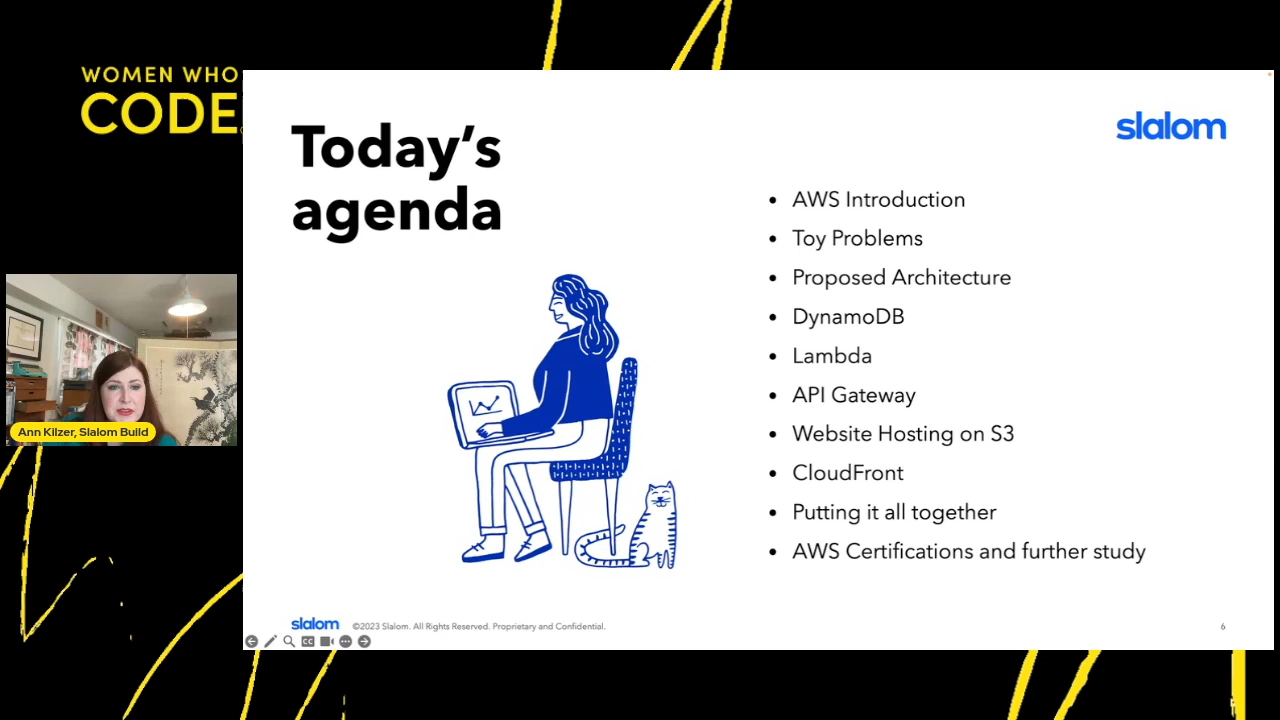 WOMEN WHO
CODE
Today's
agenda
slalom
• AWS Introduction
• Toy Problems
• Proposed Architecture
• DynamoDB
• Lambda
• API Gateway
• Website Hosting on S3
• CloudFront
• Putting it all together
• AWS Certifications and further study
Ann Kilzer, Slalom Build
slalom ©2023 Slalom. All Rights Reserved. Proprietary and Confidential.
6
CC